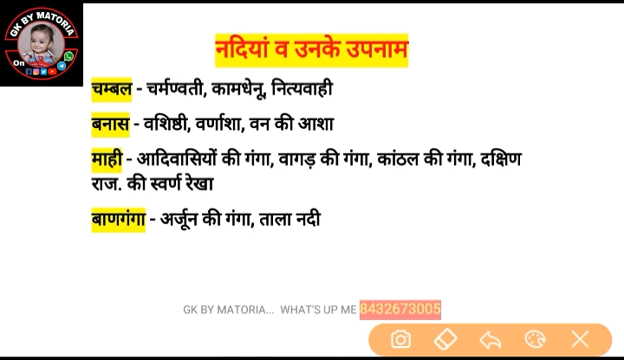 GK BY MATORIA
On
नदियां व उनके उपनाम
चम्बल - चर्मण्वती, कामधेनू, नित्यवाही
बनास - वशिष्ठी, वर्णाशा, वन की आशा
माही - आदिवासियों की गंगा, वागड़ की गंगा, कांठल की गंगा, दक्षिण
राज. की स्वर्ण रेखा
बाणगंगा - अर्जून की गंगा, ताला नदी
GK BY MATORIA... WHAT'S UP ME 8432673005